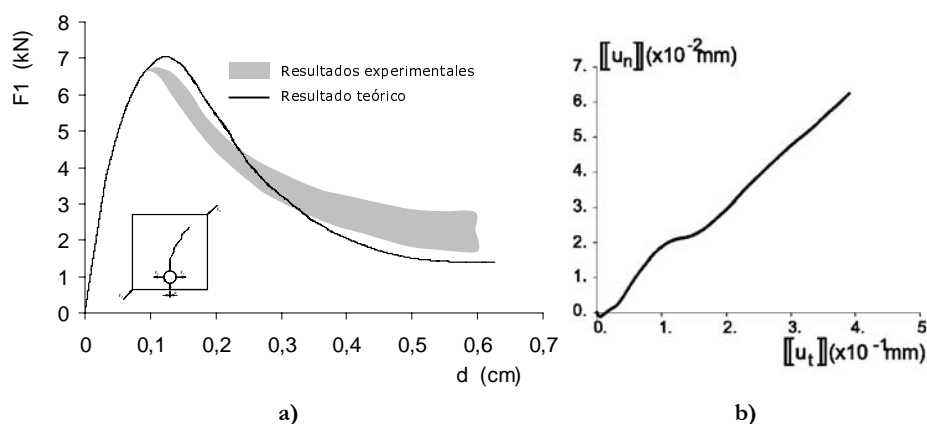 F1 (kN)
8
7
6
5
4
3
2
1
0
Resultados experimentales
Resultado teórico
0 0,1 0,2 0,3 0,4 0,5 0,6 0,7
d (cm)
a)
[[uₙ]](x10⁻²mm)
7.
6.
5.
4.
3.
2.
1.
0.
0. 1. 2. 3. 4. 5
[[uₜ]](x10⁻¹mm)
b)